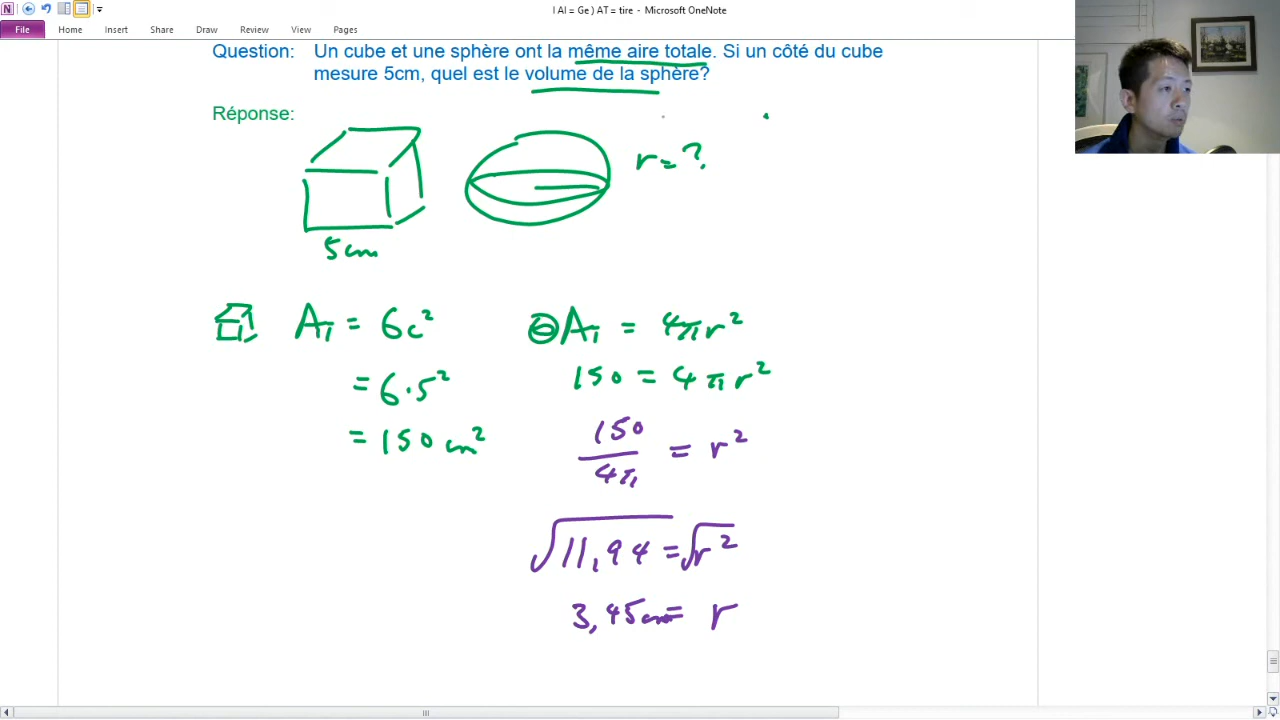 I AI = Ge ) AT = tire - Microsoft OneNote
File Home Insert Share Draw Review View Pages
Question: Un cube et une sphère ont la même aire totale. Si un côté du cube
mesure 5cm, quel est le volume de la sphère?
Réponse:
r = ?
5 cm
AT = 6c²
= 6·5²
= 150 cm²
AT = 4πr²
150 = 4πr²
150/4π = r²
√11,94 = √r²
3,45cm = r